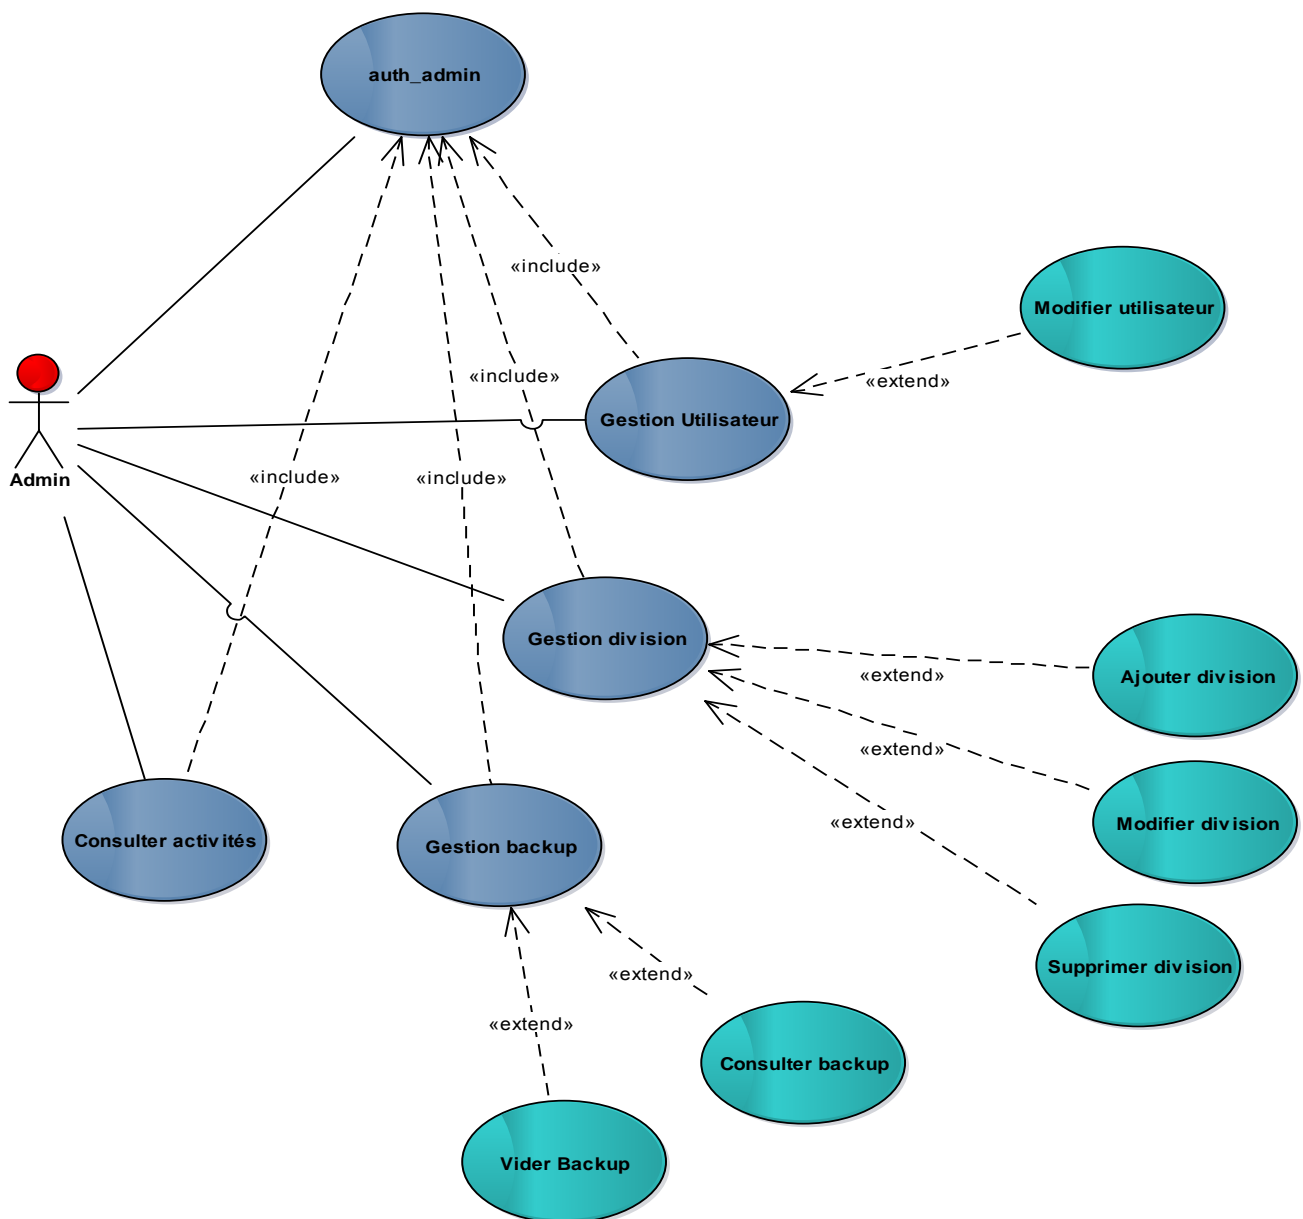 auth_admin
«include»
Modifier utilisateur
«extend»
«include»
Gestion Utilisateur
Admin
«include»
«include»
Gestion division
«extend»
Ajouter division
«extend»
Modifier division
«extend»
Consulter activités
Gestion backup
Supprimer division
«extend»
«extend»
Consulter backup
Vider Backup